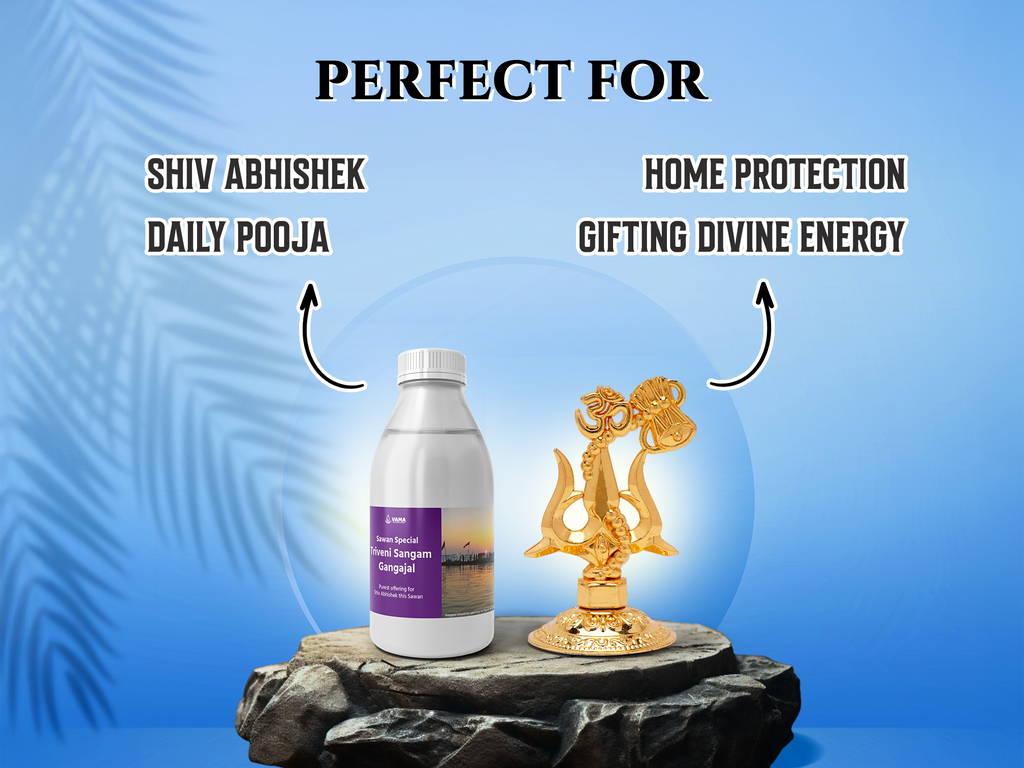 PERFECT FOR
SHIV ABHISHEK
DAILY POOJA
HOME PROTECTION
GIFTING DIVINE ENERGY
ॐ
VAMA
Sawan Special
Triveni Sangam
Gangajal
Purest offering for
Shiv Abhishek this Sawan